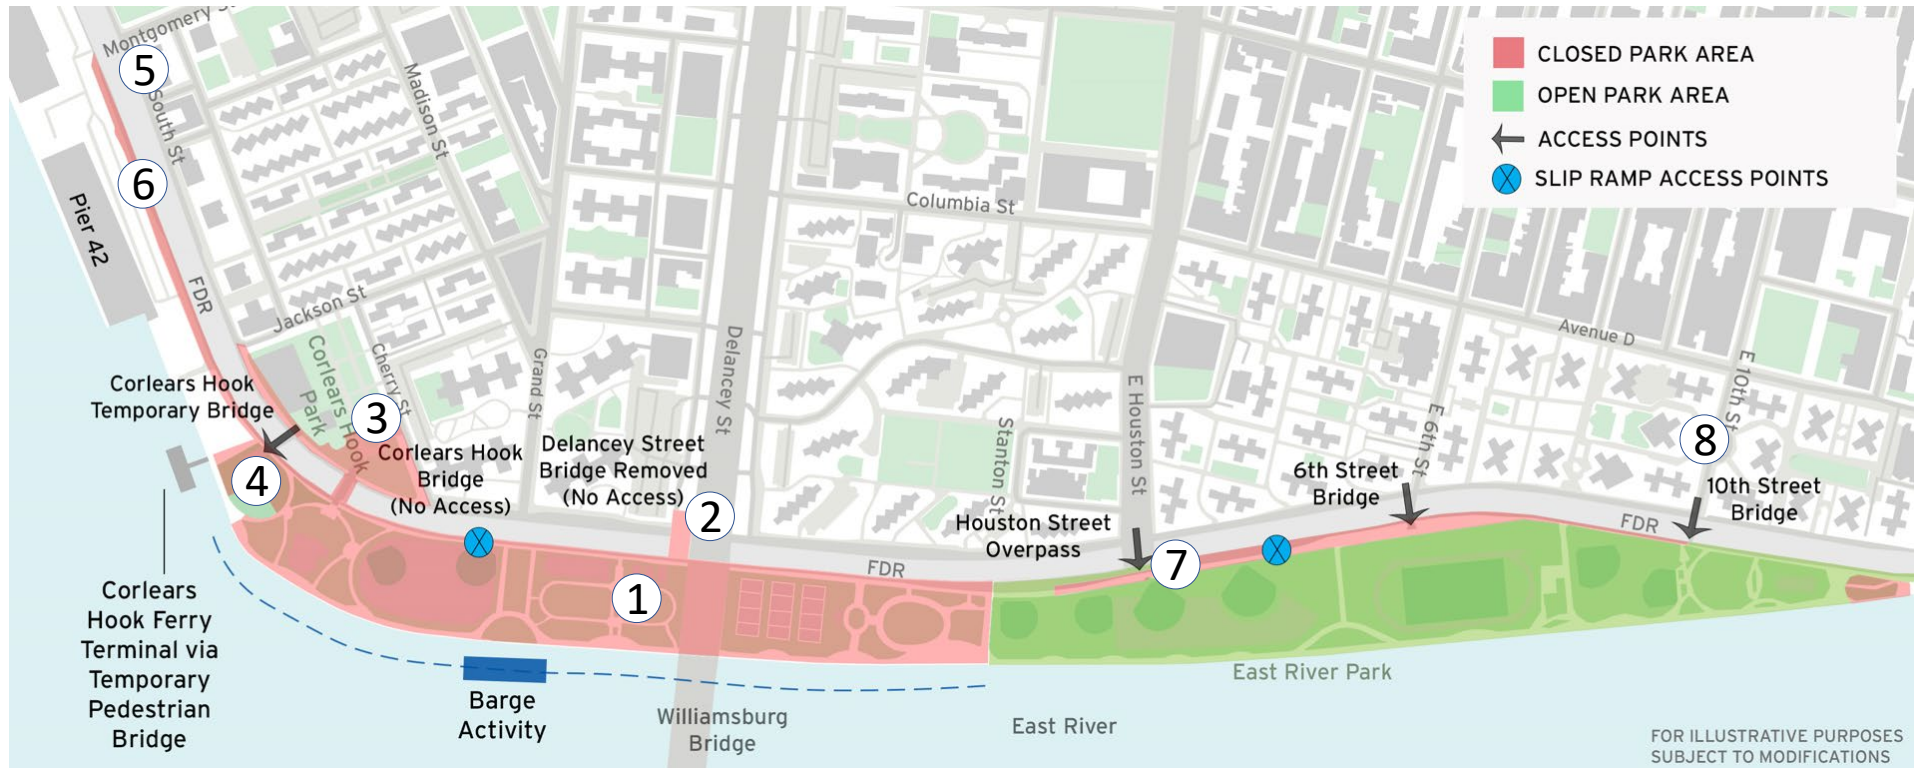 Montgomery St
5
South St
6
Pier 42
FDR
Madison St
Jackson St
Cherry St
Corlears Hook
Park
3
Corlears Hook
Temporary Bridge
4
Corlears Hook
Bridge
(No Access)
Grand St
Delancey Street
Bridge Removed
(No Access)
2
Delancey St
Columbia St
Stanton St
E Houston St
Houston Street
Overpass
7
6th Street
Bridge
E 6th St
Avenue D
E 10th St
8
10th Street
Bridge
FDR
FDR
1
Corlears
Hook Ferry
Terminal via
Temporary
Pedestrian
Bridge
Barge
Activity
Williamsburg
Bridge
East River
East River Park
CLOSED PARK AREA
OPEN PARK AREA
ACCESS POINTS
SLIP RAMP ACCESS POINTS
FOR ILLUSTRATIVE PURPOSES
SUBJECT TO MODIFICATIONS